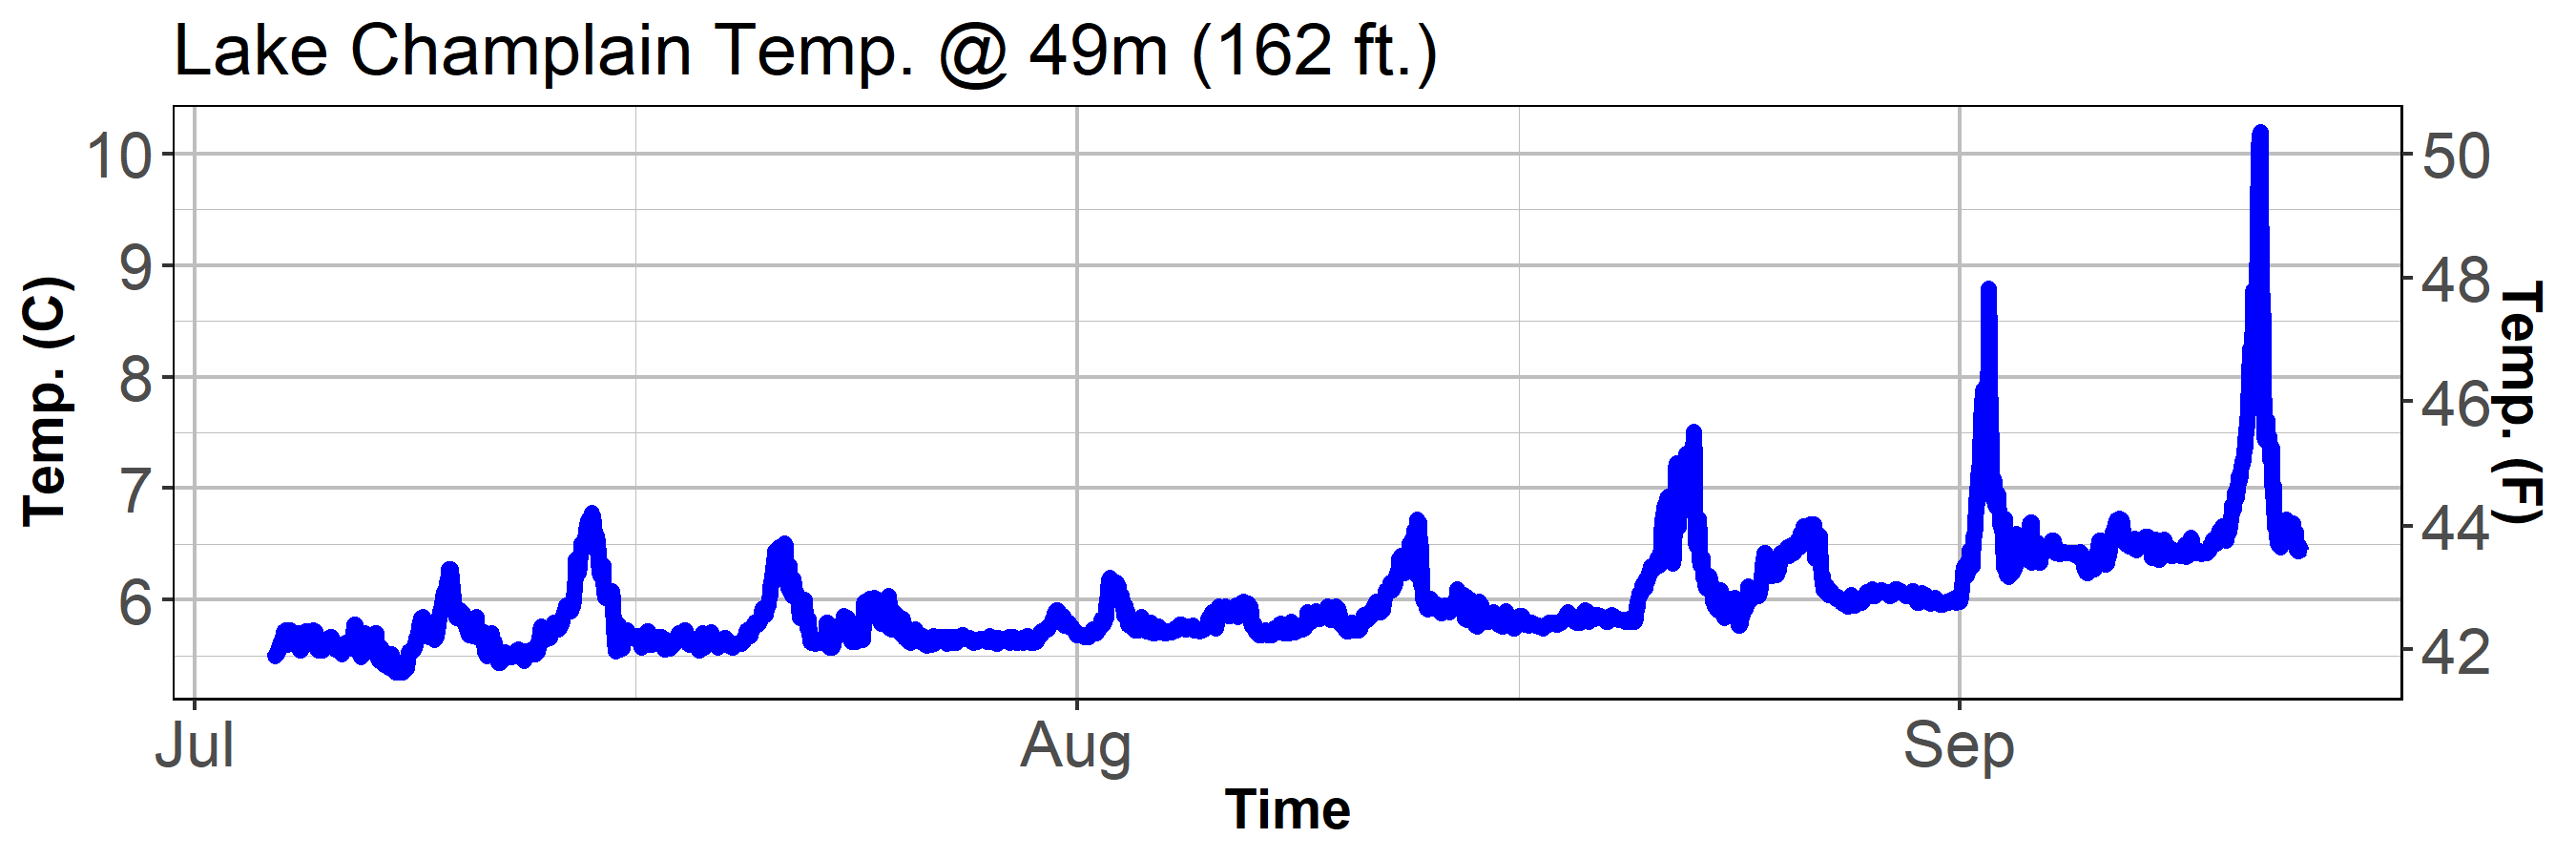 Lake Champlain Temp. @ 49m (162 ft.)
Temp. (C)
10
9
8
7
6
50
48
46
44
42
Temp. (F)
Jul Aug Sep
Time